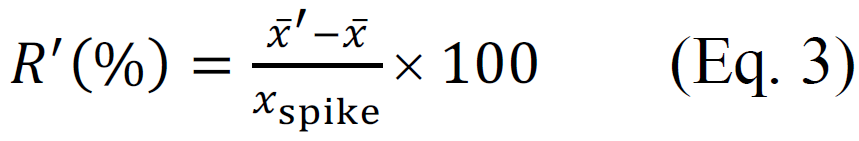 R′(%) = (x̄′−x̄)/x_spike × 100 (Eq. 3)